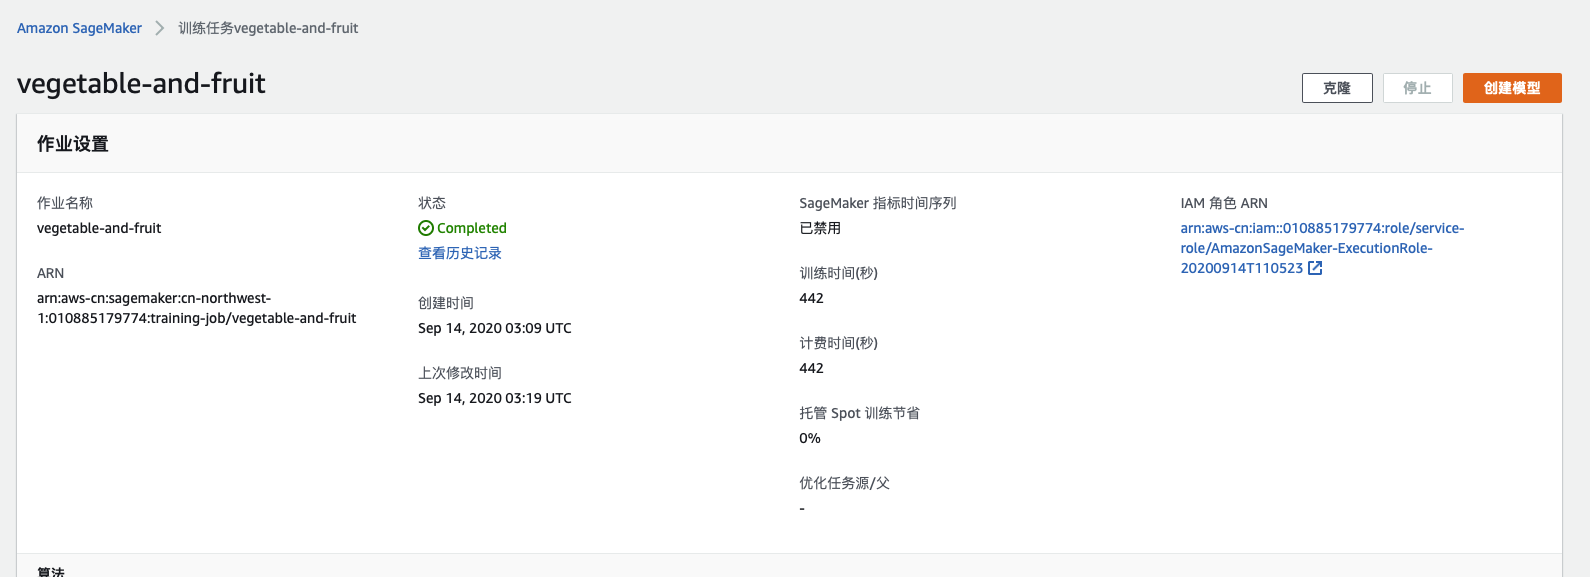 Amazon SageMaker
训练任务vegetable-and-fruit
vegetable-and-fruit
克隆
停止
创建模型
作业设置
作业名称
vegetable-and-fruit
ARN
arn:aws-cn:sagemaker:cn-northwest-
1:010885179774:training-job/vegetable-and-fruit
状态
Completed
查看历史记录
创建时间
Sep 14, 2020 03:09 UTC
上次修改时间
Sep 14, 2020 03:19 UTC
SageMaker 指标时间序列
已禁用
训练时间(秒)
442
计费时间(秒)
442
托管 Spot 训练节省
0%
优化任务源/父
-
IAM 角色 ARN
arn:aws-cn:iam::010885179774:role/service-
role/AmazonSageMaker-ExecutionRole-
20200914T110523
算法